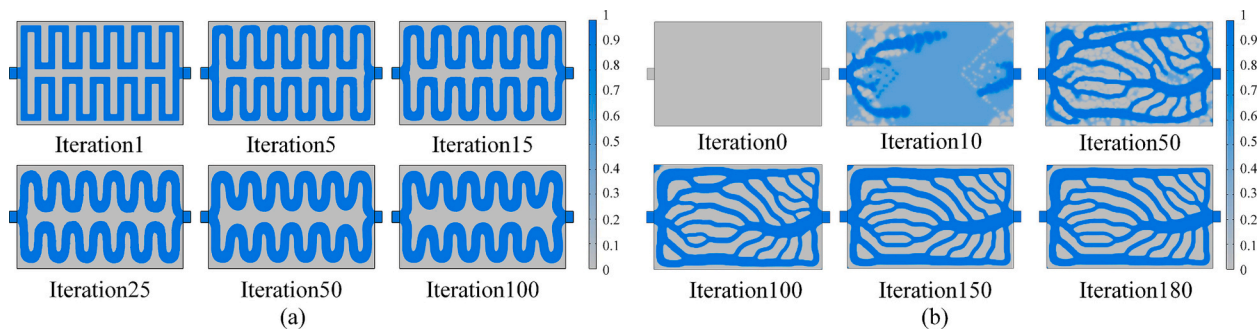 Iteration1
Iteration5
Iteration15
Iteration25
Iteration50
Iteration100
(a)
1
0.9
0.8
0.7
0.6
0.5
0.4
0.3
0.2
0.1
0
Iteration0
Iteration10
Iteration50
Iteration100
Iteration150
Iteration180
(b)
1
0.9
0.8
0.7
0.6
0.5
0.4
0.3
0.2
0.1
0